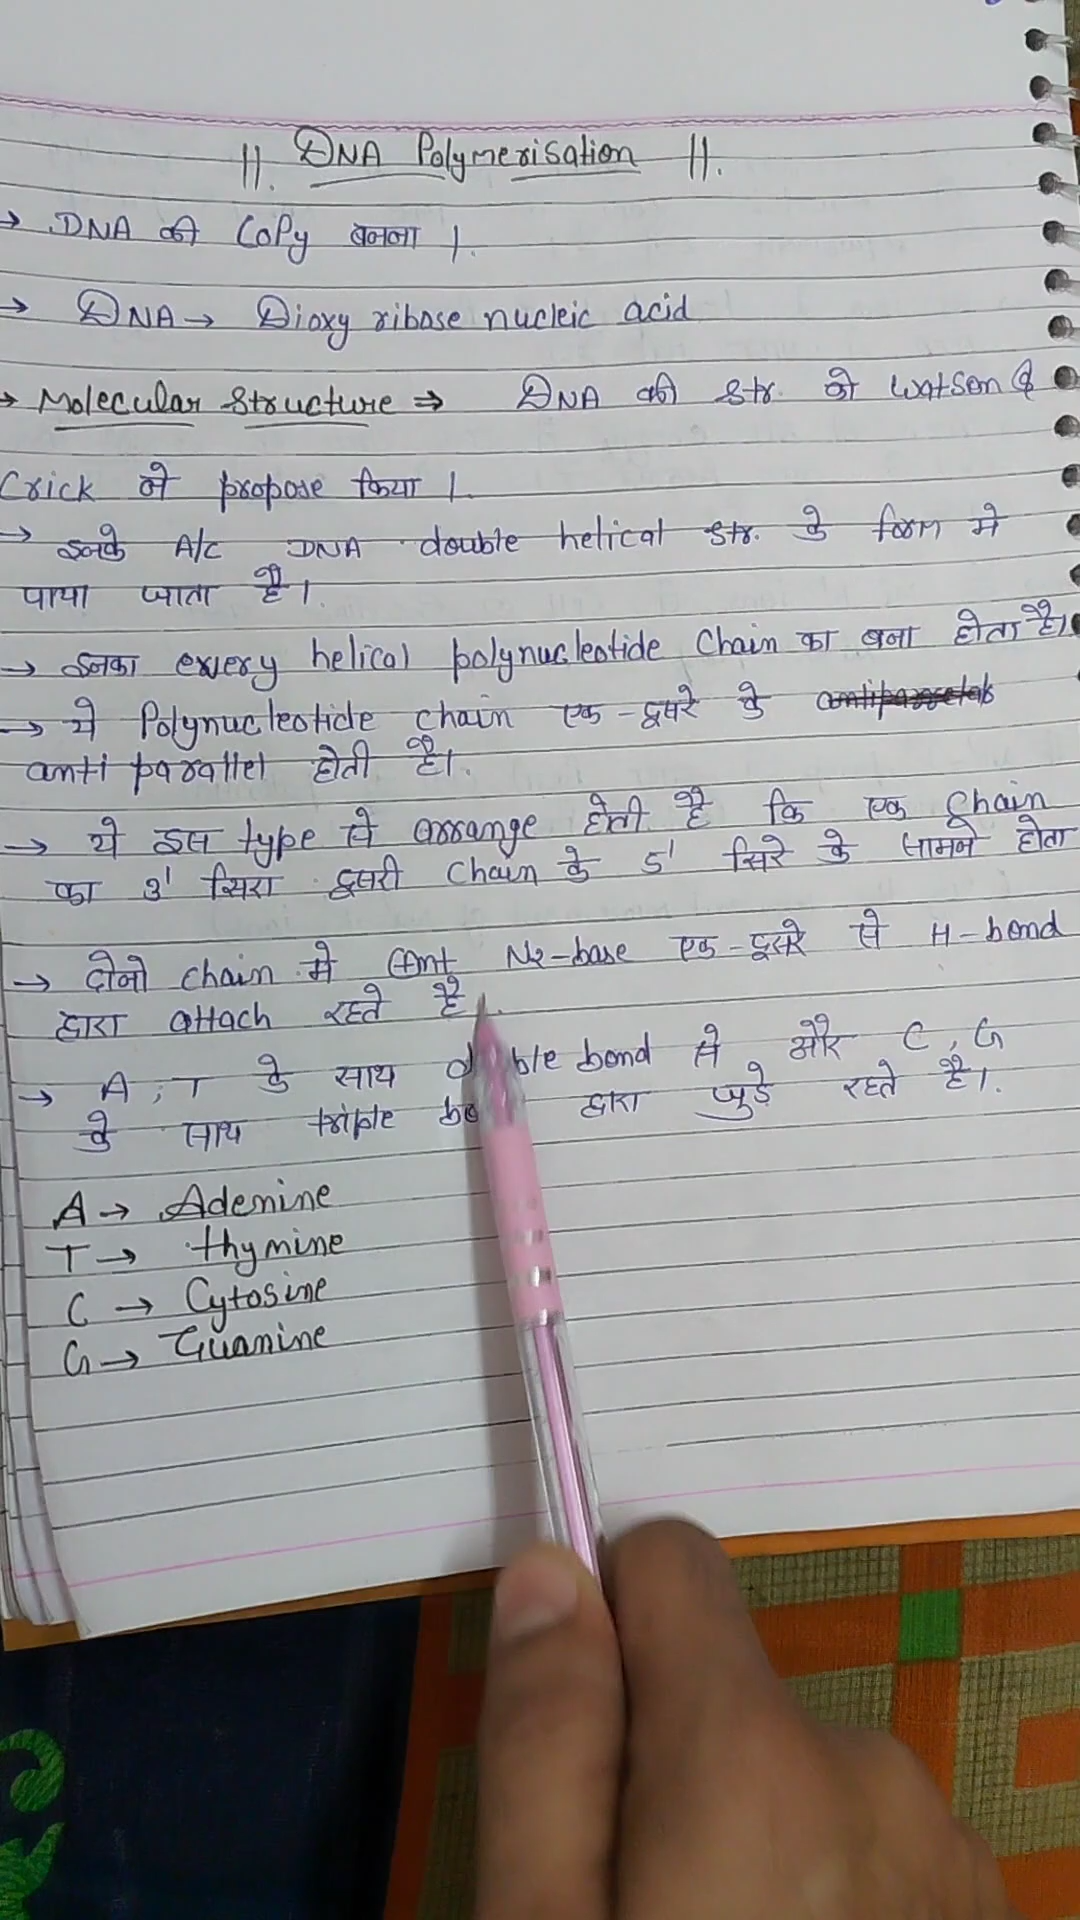 ||. DNA Polymerisation ||.
→ DNA की Copy बनना |.
→ DNA → Dioxy ribose nucleic acid
→ Molecular Structure ⇒ DNA की str. को Watson &
Crick ने propose किया |.
→ इनके A/c DNA double helical str. के form मे
पाया जाता है।.
→ इनका every helical polynucleotide Chain का बना होता है।
→ ये Polynucleotide chain एक-दूसरे के
anti parallel होती है।.
→ ये इस type से arrange होती है कि एक Chain
का 3' सिरा दूसरी Chain के 5' सिरे के सामने होता
→ दोनो chain मे N2-base एक-दूसरे से H-bond
द्वारा attach रहते है
→ A, T के साथ bond से और C, G
के साथ triple द्वारा जुड़े रहते है।.
A → Adenine
T → thymine
C → Cytosine
G → Guanine